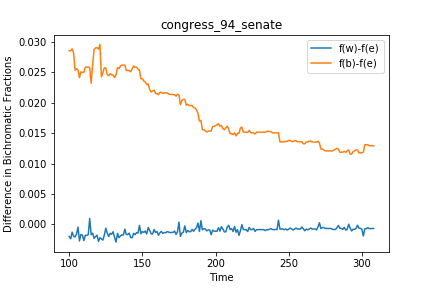 congress_94_senate
f(w)-f(e)
f(b)-f(e)
Difference in Bichromatic Fractions
0.030
0.025
0.020
0.015
0.010
0.005
0.000
100
150
200
250
300
Time